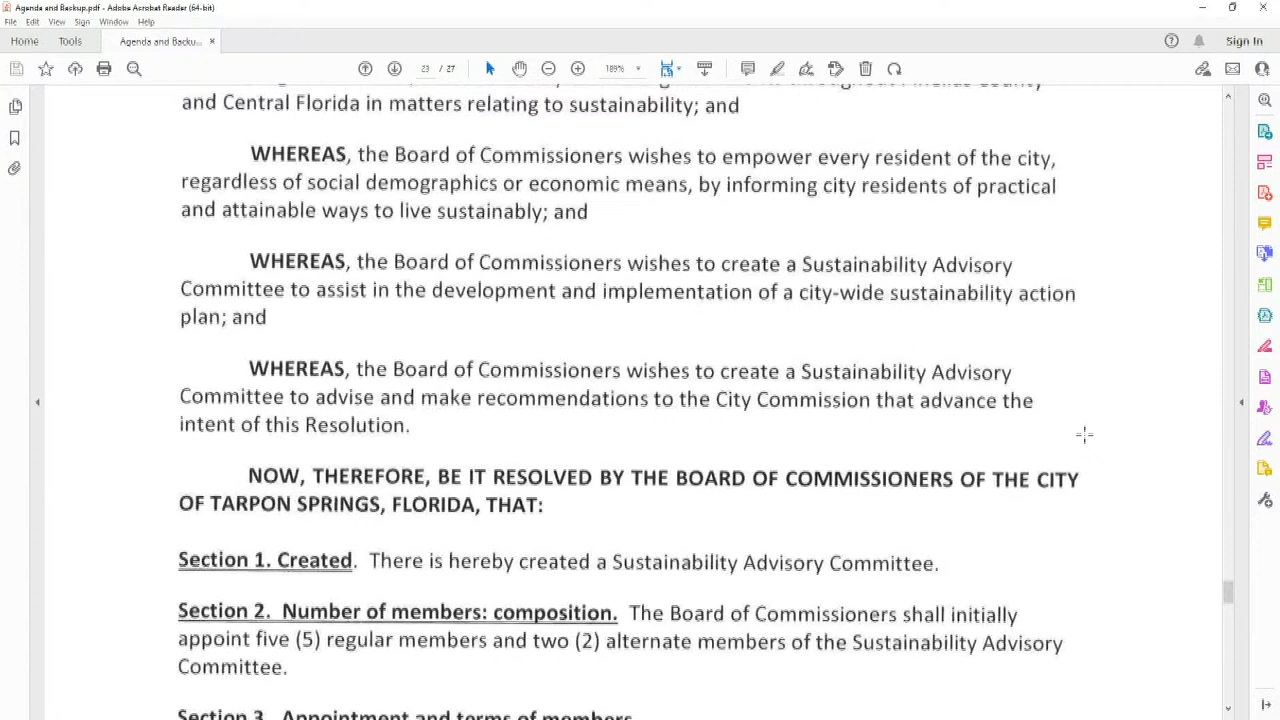 Agenda and Backup.pdf - Adobe Acrobat Reader (64-bit)
File Edit View Sign Window Help
Home Tools Agenda and Backu... × Sign In
23 / 27 189%
and Central Florida in matters relating to sustainability; and
WHEREAS, the Board of Commissioners wishes to empower every resident of the city,
regardless of social demographics or economic means, by informing city residents of practical
and attainable ways to live sustainably; and
WHEREAS, the Board of Commissioners wishes to create a Sustainability Advisory
Committee to assist in the development and implementation of a city-wide sustainability action
plan; and
WHEREAS, the Board of Commissioners wishes to create a Sustainability Advisory
Committee to advise and make recommendations to the City Commission that advance the
intent of this Resolution.
NOW, THEREFORE, BE IT RESOLVED BY THE BOARD OF COMMISSIONERS OF THE CITY
OF TARPON SPRINGS, FLORIDA, THAT:
Section 1. Created. There is hereby created a Sustainability Advisory Committee.
Section 2. Number of members: composition. The Board of Commissioners shall initially
appoint five (5) regular members and two (2) alternate members of the Sustainability Advisory
Committee.
Section 3. Appointment and terms of members.